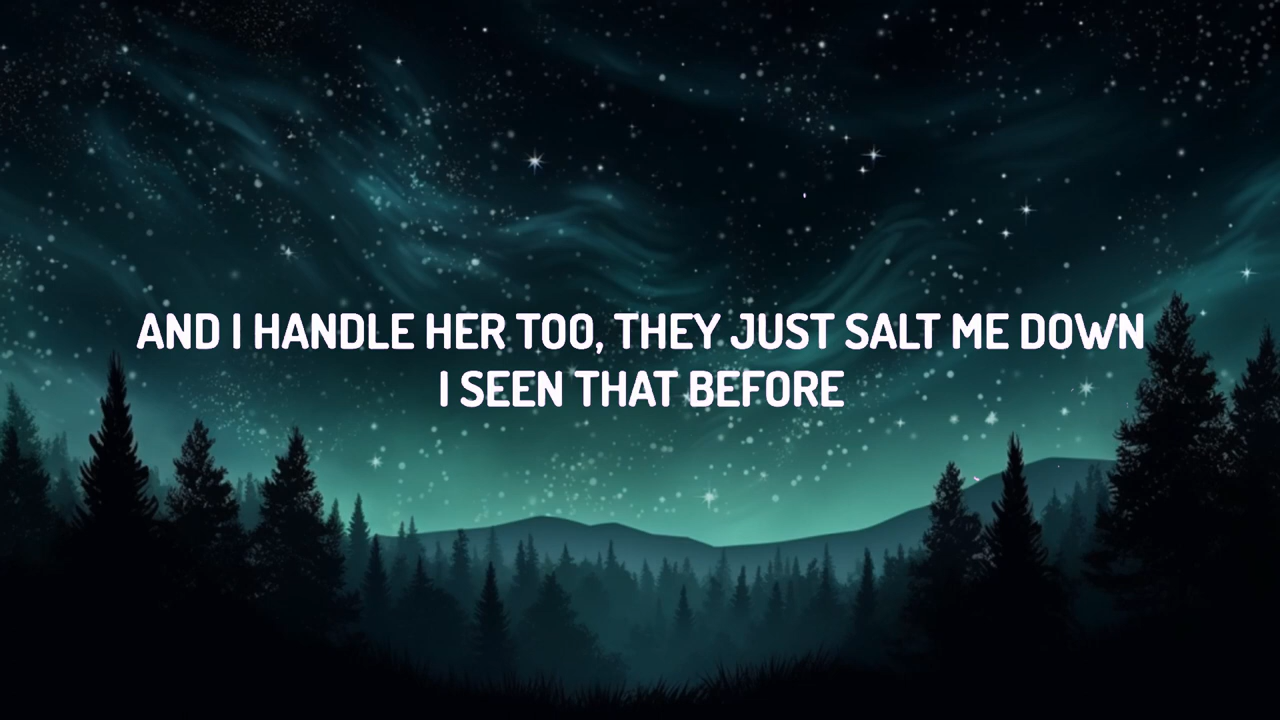 AND I HANDLE HER TOO, THEY JUST SALT ME DOWN
I SEEN THAT BEFORE